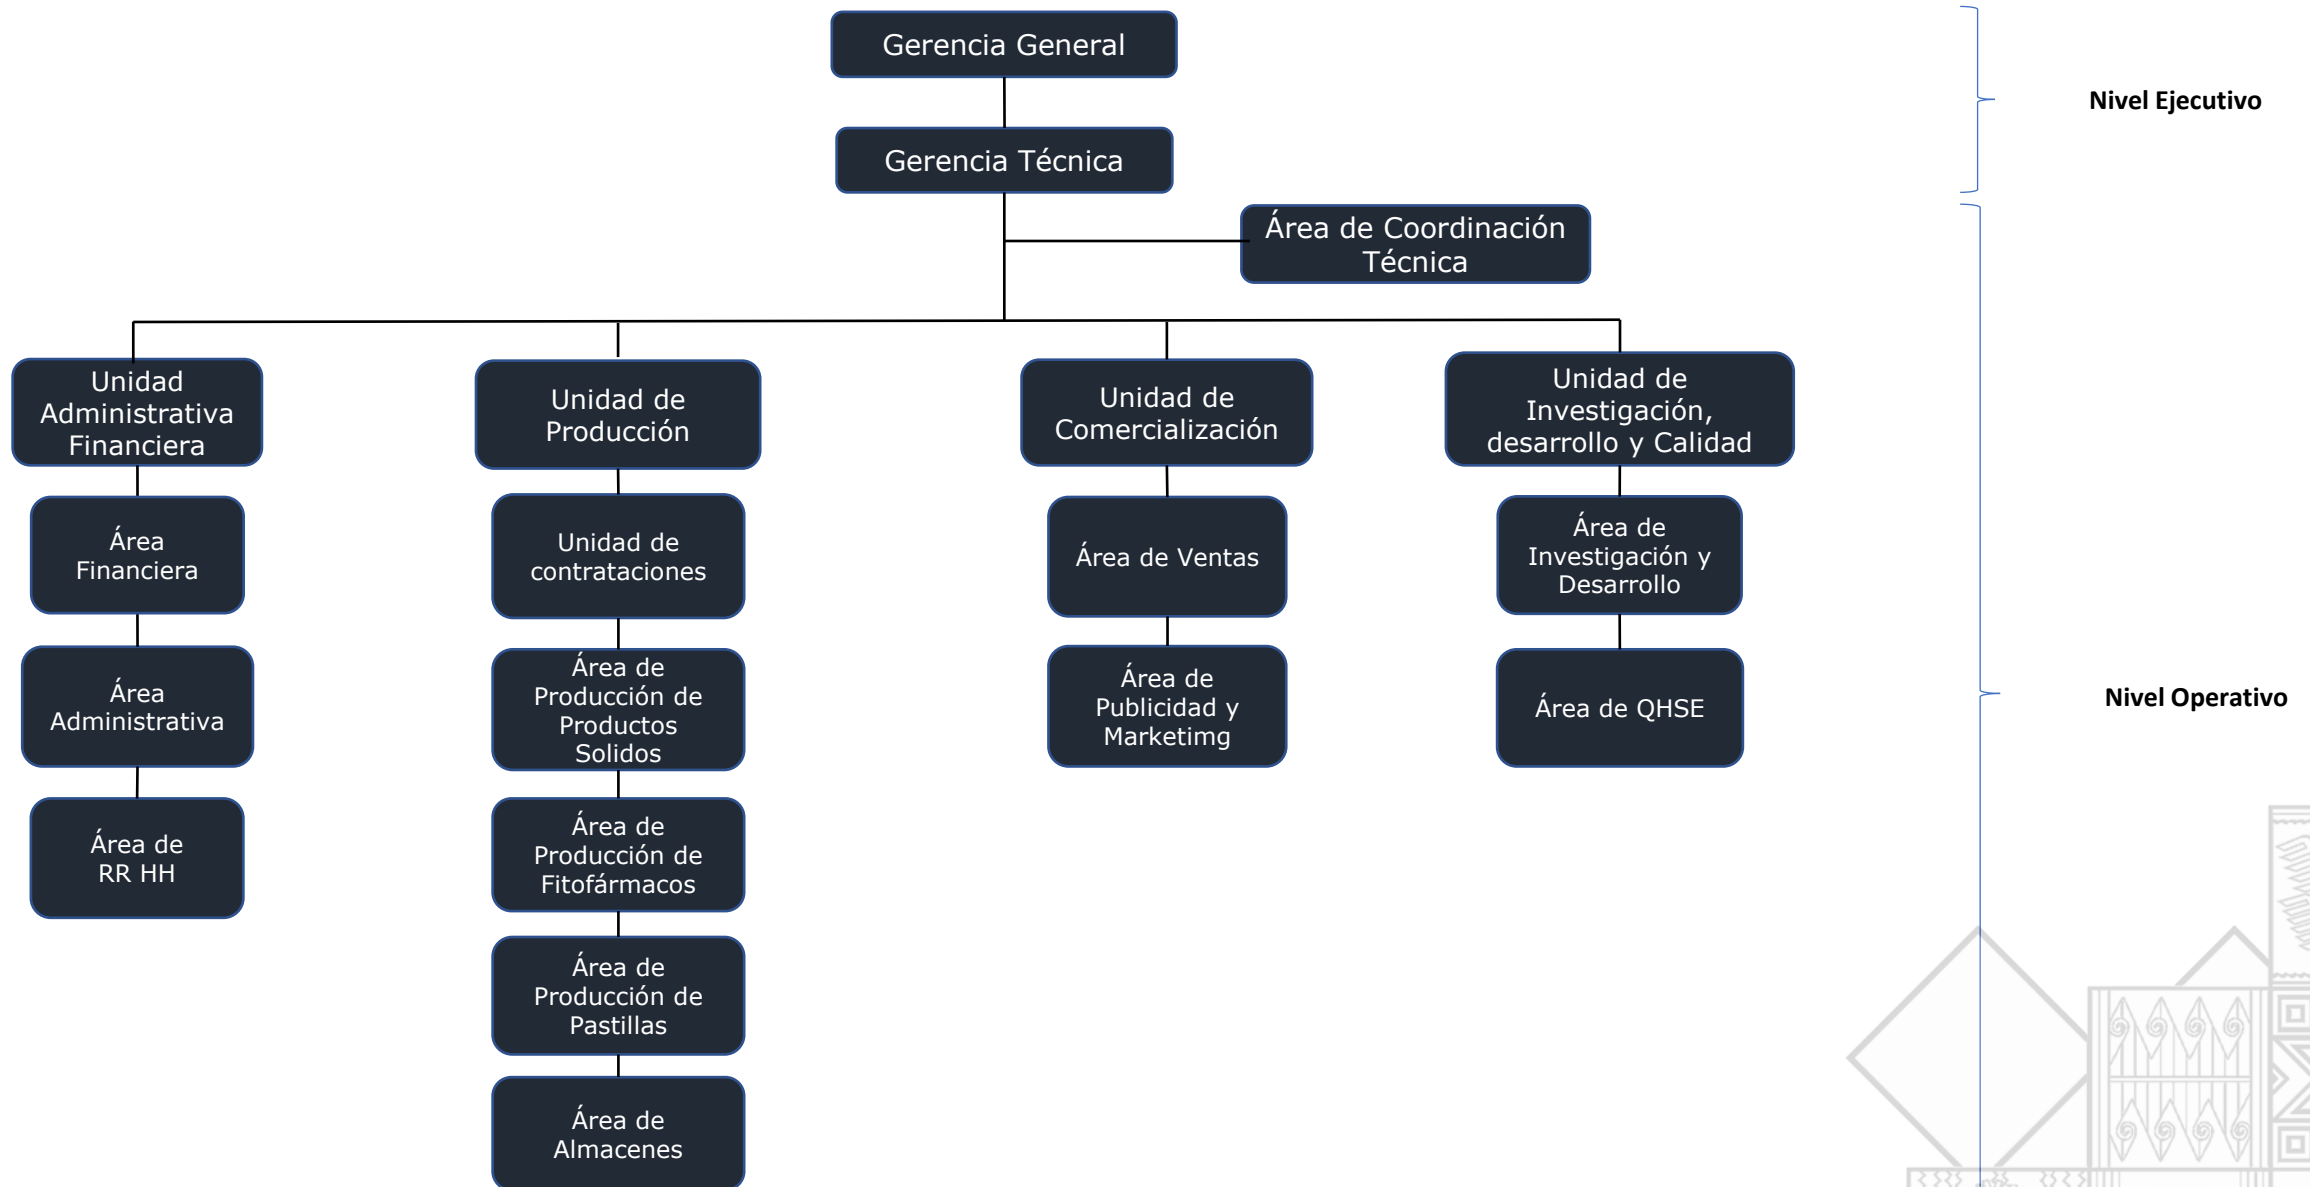 Gerencia General
Nivel Ejecutivo
Gerencia Técnica
Área de Coordinación
Técnica
Unidad
Administrativa
Financiera
Unidad de
Producción
Unidad de
Comercialización
Unidad de
Investigación,
desarrollo y Calidad
Área
Financiera
Unidad de
contrataciones
Área de Ventas
Área de
Investigación y
Desarrollo
Área
Administrativa
Área de
Producción de
Productos
Solidos
Área de
Publicidad y
Marketimg
Área de QHSE
Nivel Operativo
Área de
RR HH
Área de
Producción de
Fitofármacos
Área de
Producción de
Pastillas
Área de
Almacenes